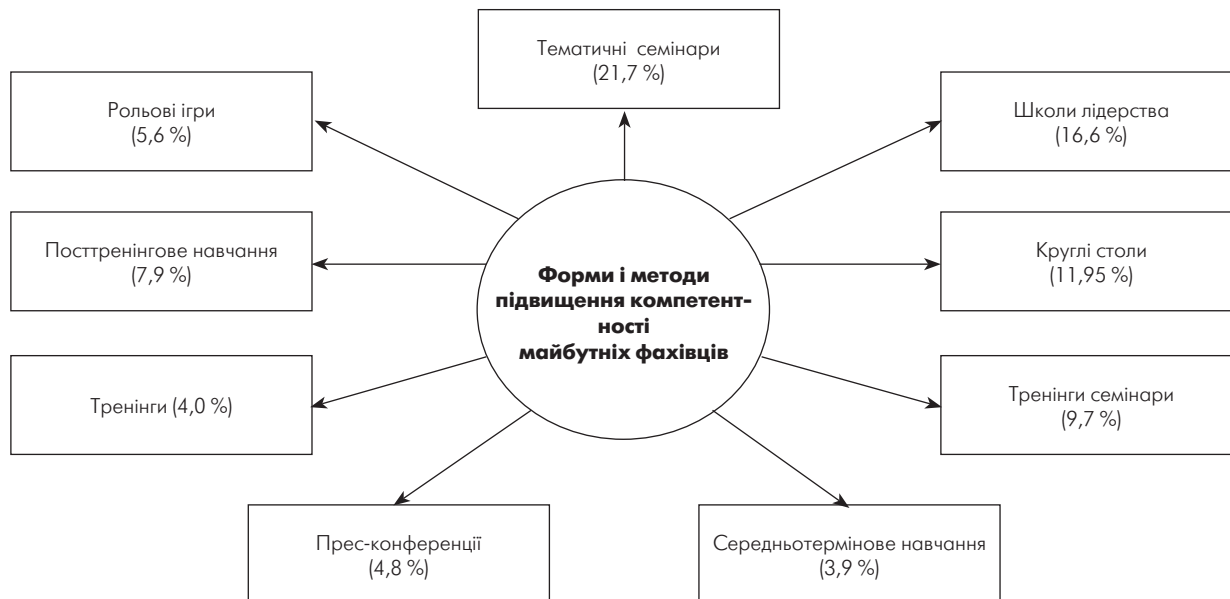 Тематичні семінари
(21,7 %)
Рольові ігри
(5,6 %)
Школи лідерства
(16,6 %)
Посттренінгове навчання
(7,9 %)
Форми і методи
підвищення компетент-
ності
майбутніх фахівців
Круглі столи
(11,95 %)
Тренінги (4,0 %)
Тренінги семінари
(9,7 %)
Прес-конференції
(4,8 %)
Середньотермінове навчання
(3,9 %)